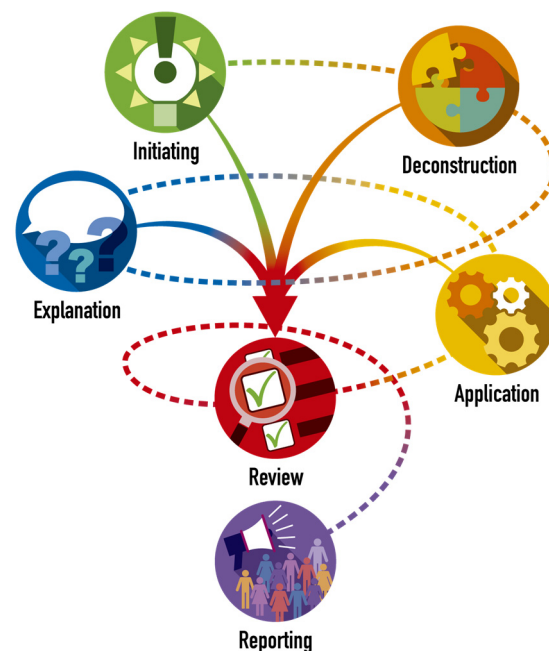 Initiating
Deconstruction
Explanation
Application
Review
Reporting